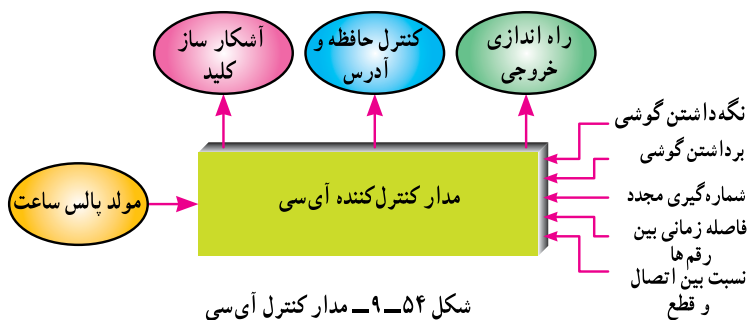 راه اندازی
خروجی
کنترل حافظه و
آدرس
آشکار ساز
کلید
نگه‌داشتن گوشی
برداشتن گوشی
شماره‌گیری مجدد
فاصله زمانی بین
رقم‌ها
نسبت بین اتصال
و قطع
مدار کنترل‌کننده آی‌سی
مولد پالس ساعت
شکل ۵۴ــ۹ــ مدار کنترل آی‌سی